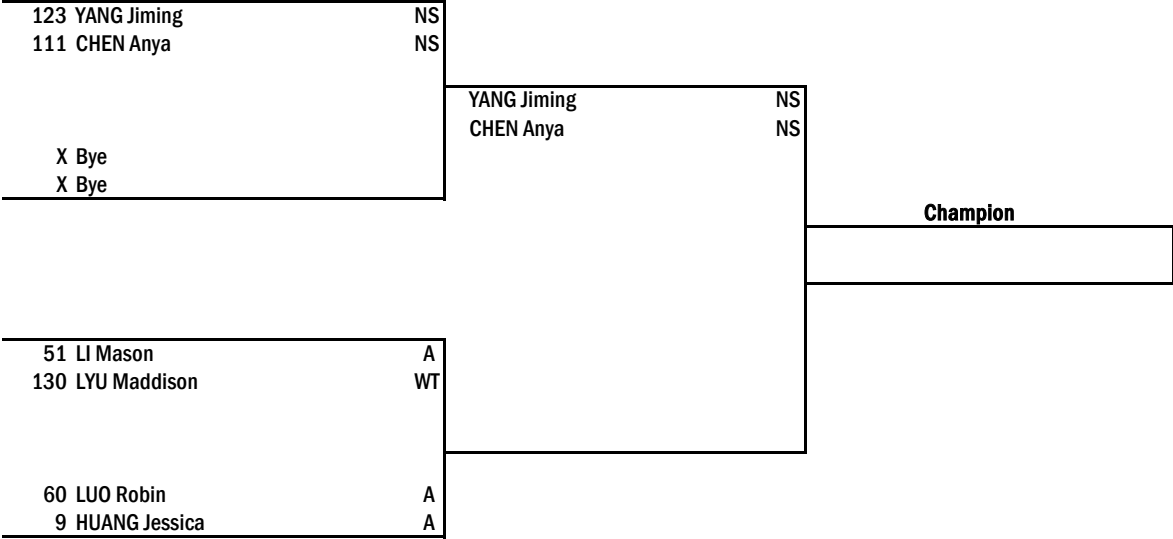 123 YANG Jiming NS
111 CHEN Anya NS
YANG Jiming NS
CHEN Anya NS
X Bye
X Bye
Champion
51 LI Mason A
130 LYU Maddison WT
60 LUO Robin A
9 HUANG Jessica A